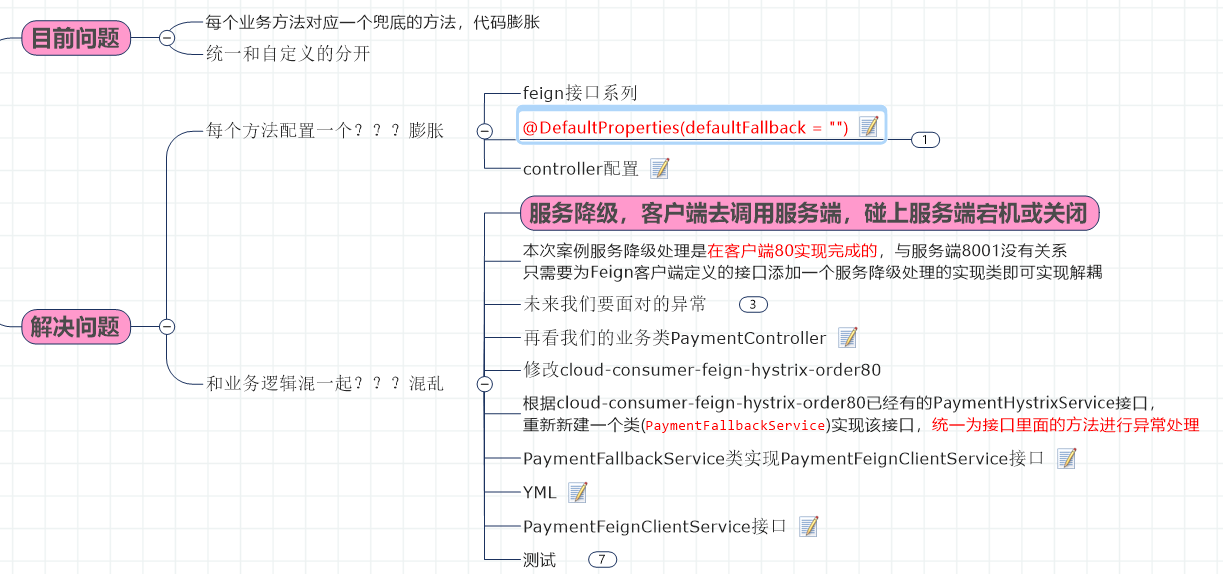 目前问题
每个业务方法对应一个兜底的方法，代码膨胀
统一和自定义的分开
解决问题
每个方法配置一个？？？膨胀
feign接口系列
@DefaultProperties(defaultFallback = "")
1
controller配置
和业务逻辑混一起？？？混乱
服务降级，客户端去调用服务端，碰上服务端宕机或关闭
本次案例服务降级处理是在客户端80实现完成的，与服务端8001没有关系
只需要为Feign客户端定义的接口添加一个服务降级处理的实现类即可实现解耦
未来我们要面对的异常
3
再看我们的业务类PaymentController
修改cloud-consumer-feign-hystrix-order80
根据cloud-consumer-feign-hystrix-order80已经有的PaymentHystrixService接口，
重新新建一个类(PaymentFallbackService)实现该接口，统一为接口里面的方法进行异常处理
PaymentFallbackService类实现PaymentFeignClientService接口
YML
PaymentFeignClientService接口
测试
7